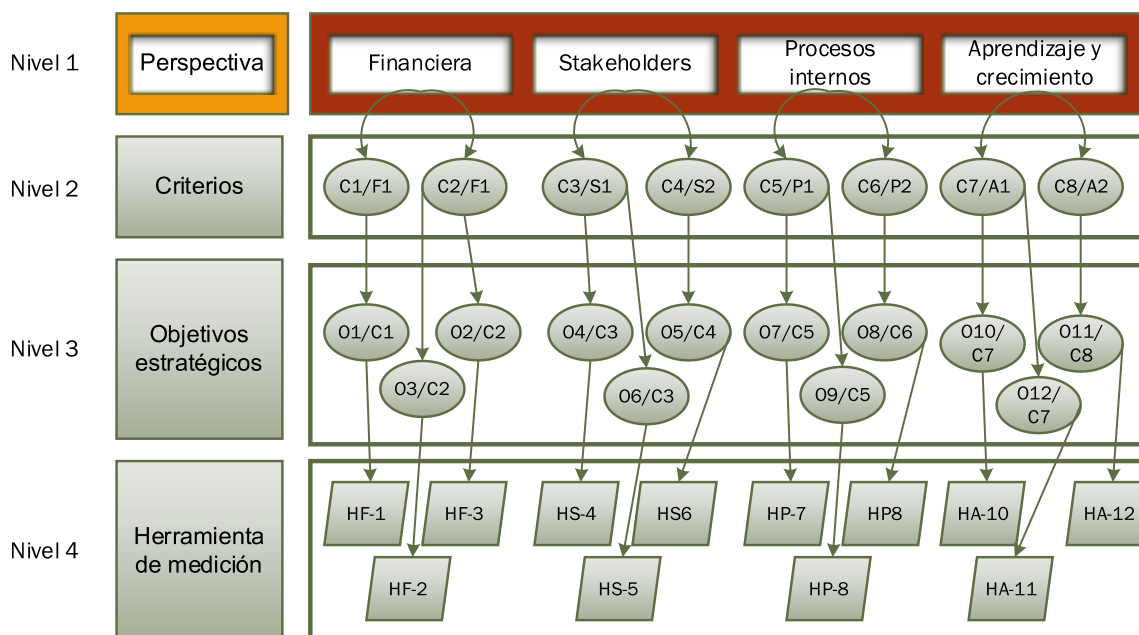 Nivel 1
Perspectiva
Financiera
Stakeholders
Procesos
internos
Aprendizaje y
crecimiento
Nivel 2
Criterios
C1/F1
C2/F1
C3/S1
C4/S2
C5/P1
C6/P2
C7/A1
C8/A2
Nivel 3
Objetivos
estratégicos
O1/C1
O2/C2
O3/C2
O4/C3
O5/C4
O6/C3
O7/C5
O8/C6
O9/C5
O10/
C7
O11/
C8
O12/
C7
Nivel 4
Herramienta
de medición
HF-1
HF-3
HS-4
HS6
HP-7
HP8
HA-10
HA-12
HF-2
HS-5
HP-8
HA-11